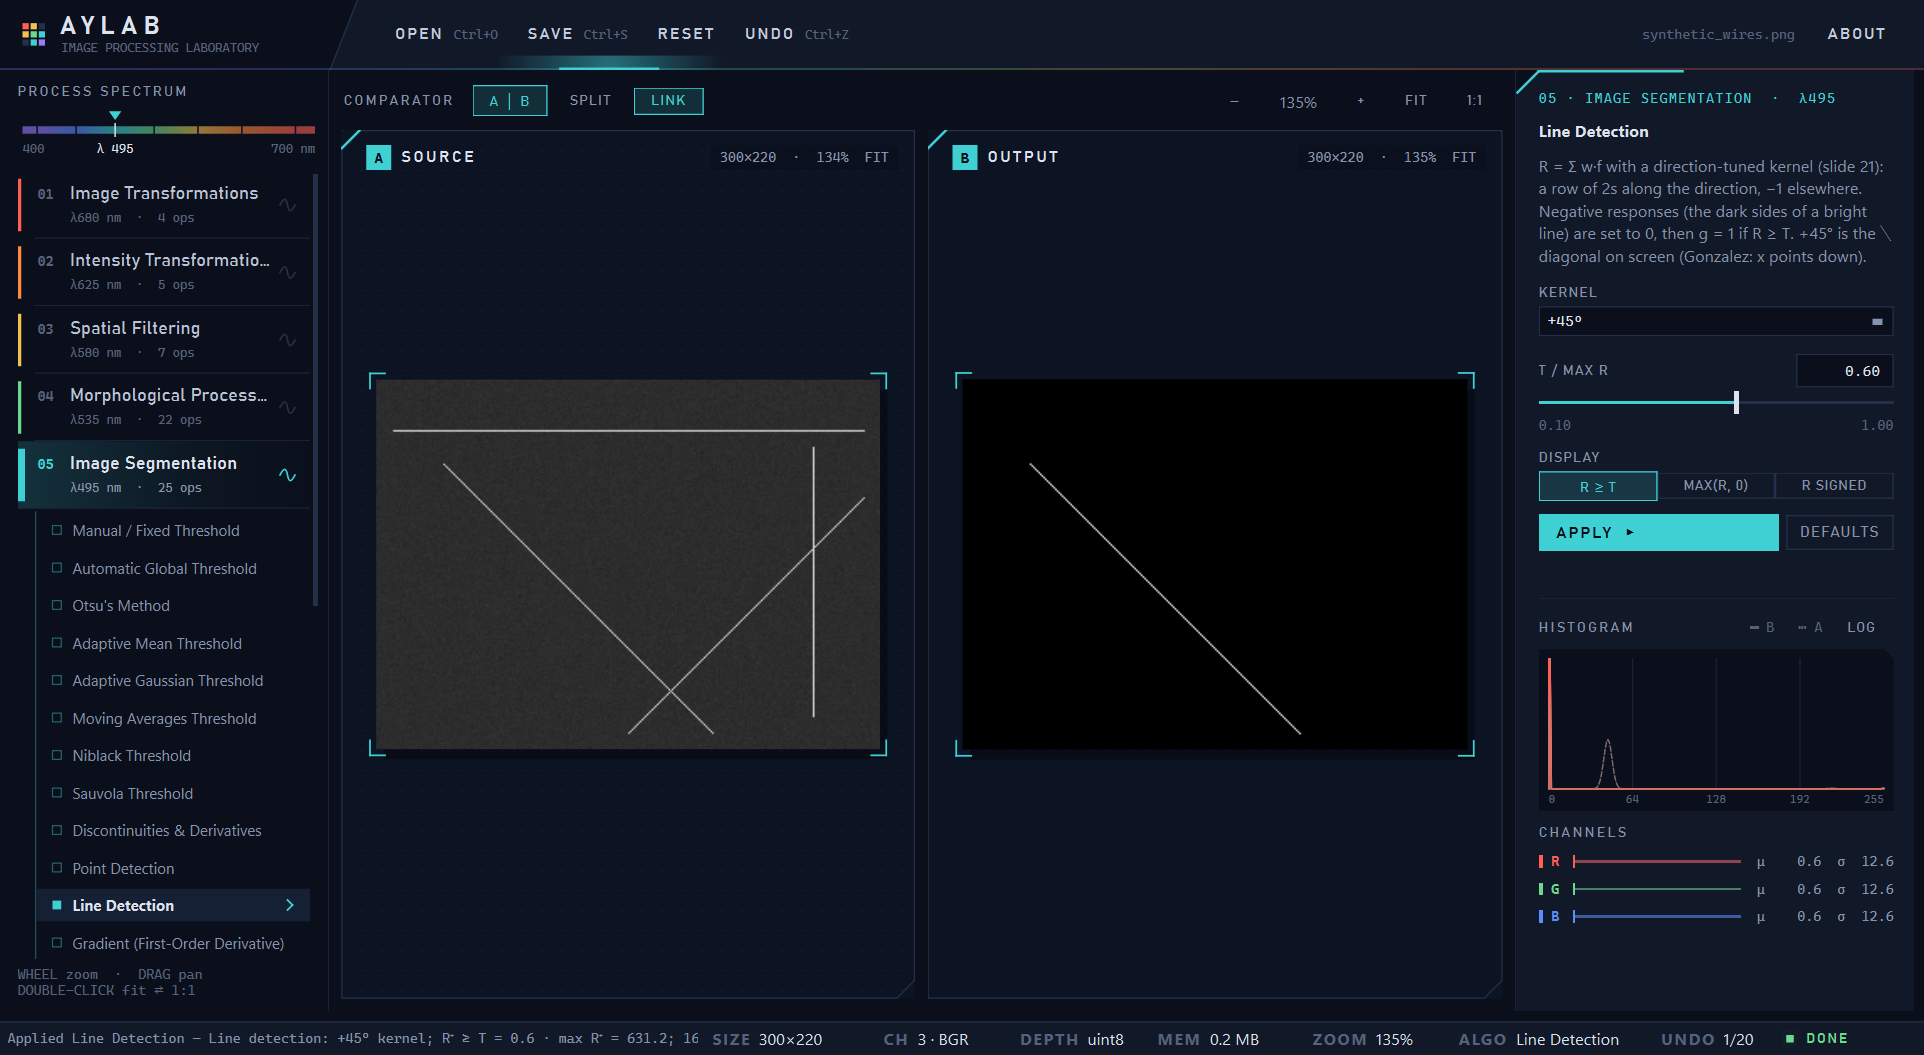 AYLAB
IMAGE PROCESSING LABORATORY
OPEN Ctrl+O SAVE Ctrl+S RESET UNDO Ctrl+Z
synthetic_wires.png ABOUT
PROCESS SPECTRUM
400 λ 495 700 nm
01 Image Transformations
λ680 nm · 4 ops
02 Intensity Transformatio…
λ625 nm · 5 ops
03 Spatial Filtering
λ580 nm · 7 ops
04 Morphological Process…
λ535 nm · 22 ops
05 Image Segmentation
λ495 nm · 25 ops
Manual / Fixed Threshold
Automatic Global Threshold
Otsu's Method
Adaptive Mean Threshold
Adaptive Gaussian Threshold
Moving Averages Threshold
Niblack Threshold
Sauvola Threshold
Discontinuities & Derivatives
Point Detection
Line Detection
Gradient (First-Order Derivative)
WHEEL zoom · DRAG pan
DOUBLE-CLICK fit ⇄ 1:1
COMPARATOR A | B SPLIT LINK
− 135% + FIT 1:1
A SOURCE 300×220 · 134% FIT
B OUTPUT 300×220 · 135% FIT
05 · IMAGE SEGMENTATION · λ495
Line Detection
R = Σ w·f with a direction-tuned kernel (slide 21):
a row of 2s along the direction, −1 elsewhere.
Negative responses (the dark sides of a bright
line) are set to 0, then g = 1 if R ≥ T. +45° is the ╲
diagonal on screen (Gonzalez: x points down).
KERNEL
+45°
T / MAX R 0.60
0.10 1.00
DISPLAY
R ≥ T MAX(R, 0) R SIGNED
APPLY ▸ DEFAULTS
HISTOGRAM B A LOG
0 64 128 192 255
CHANNELS
R μ 0.6 σ 12.6
G μ 0.6 σ 12.6
B μ 0.6 σ 12.6
Applied Line Detection — Line detection: +45° kernel; R⁺ ≥ T = 0.6 · max R⁺ = 631.2; 16
SIZE 300×220 CH 3 · BGR DEPTH uint8 MEM 0.2 MB ZOOM 135% ALGO Line Detection UNDO 1/20 DONE